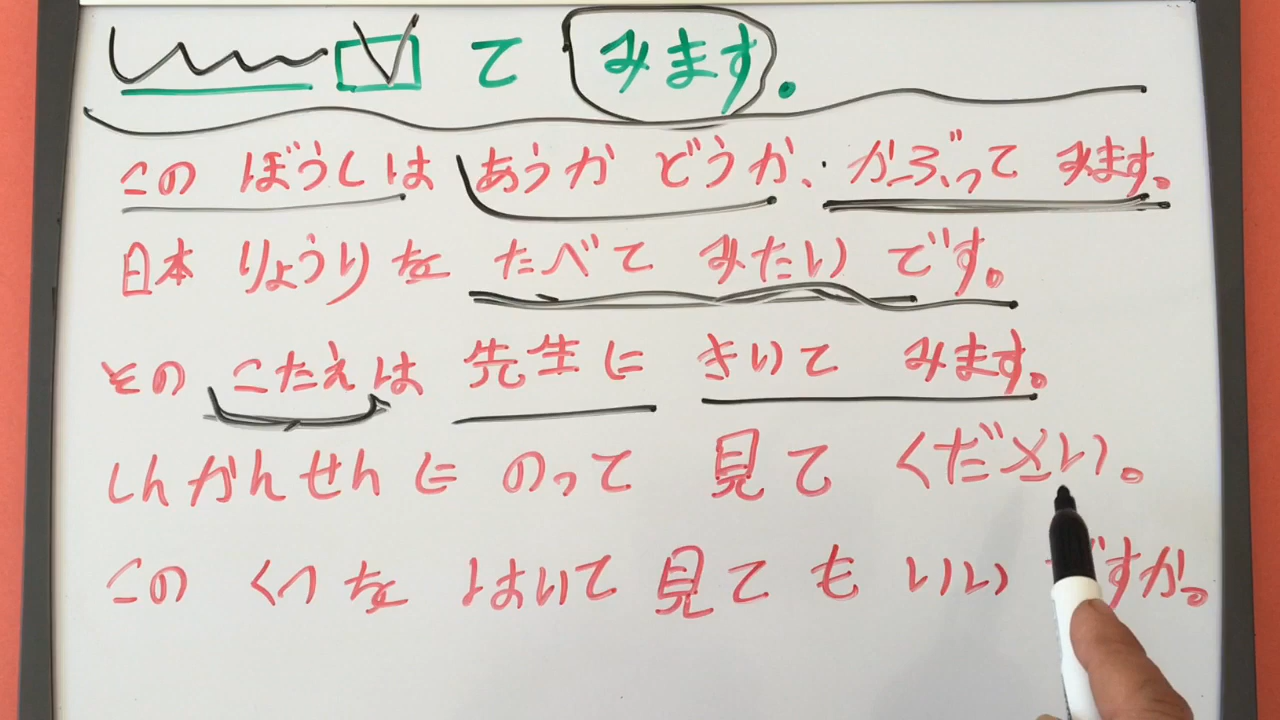 Vて みます。
この ぼうしは あうか どうか、かぶって みます。
日本 りょうりを たべて みたい です。
その こたえは 先生に きいて みます。
しんかんせんに のって 見て ください。
この くつを はいて 見て も いい ですか。